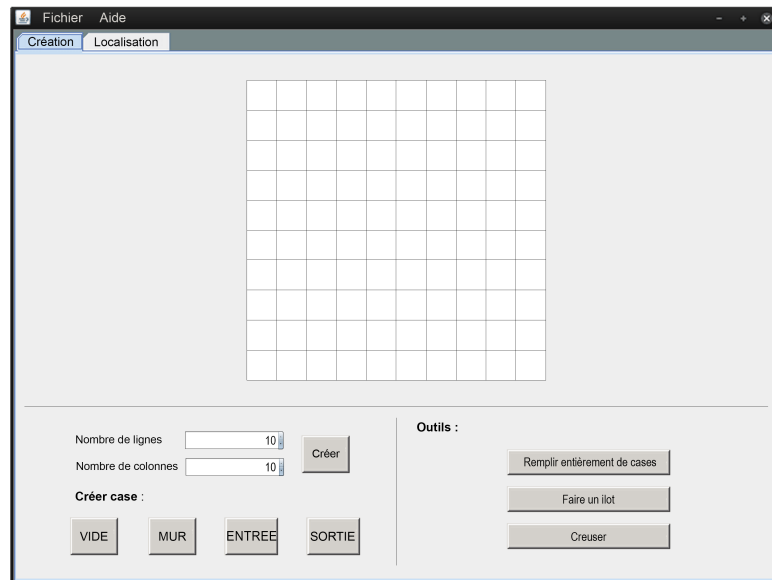 Fichier Aide
Création Localisation
Nombre de lignes 10
Nombre de colonnes 10
Créer
Créer case :
VIDE MUR ENTREE SORTIE
Outils :
Remplir entièrement de cases
Faire un ilot
Creuser